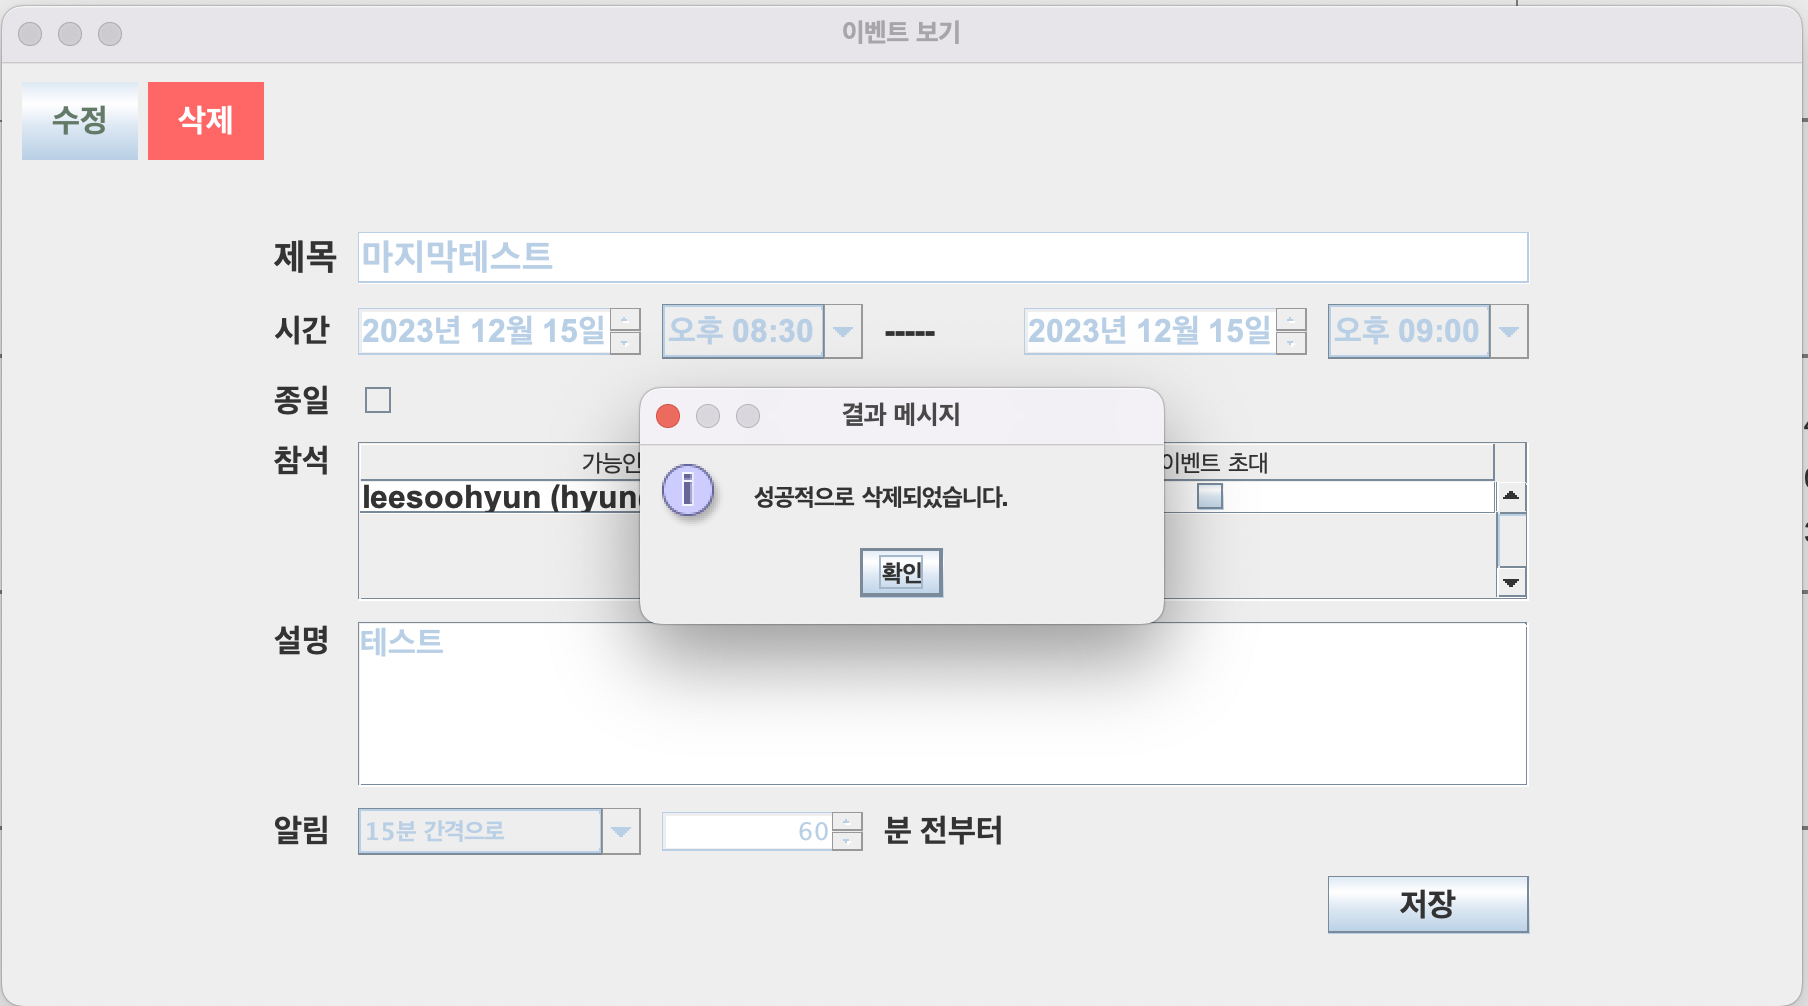 이벤트 보기
수정 삭제
제목 마지막테스트
시간 2023년 12월 15일 오후 08:30 ----- 2023년 12월 15일 오후 09:00
종일
결과 메시지
참석 이벤트 초대
leesoohyun
성공적으로 삭제되었습니다.
확인
설명 테스트
알림 15분 간격으로 60 분 전부터
저장